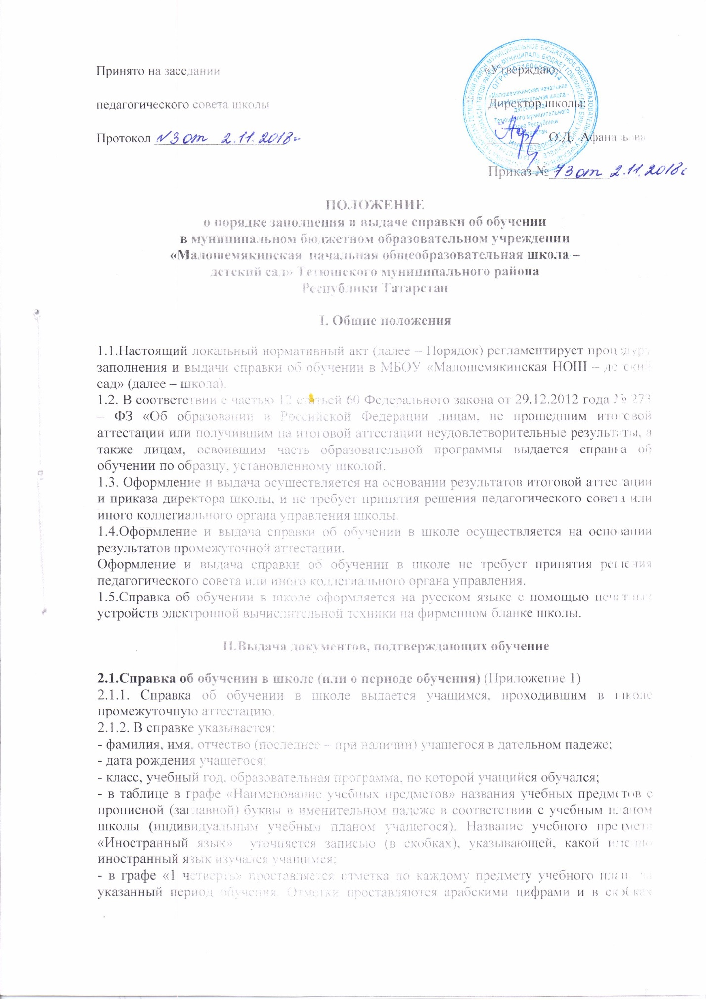 Принято на заседании
«Утверждаю»
педагогического совета школы
Директор школы:
Протокол №3 от 2.11.2018г
О.Д. Афанасьева
Приказ № 73 от 2.11.2018г
ПОЛОЖЕНИЕ
о порядке заполнения и выдаче справки об обучении
в муниципальном бюджетном образовательном учреждении
«Малошемякинская начальная общеобразовательная школа –
детский сад» Тетюшского муниципального района
Республики Татарстан
I. Общие положения
1.1.Настоящий локальный нормативный акт (далее – Порядок) регламентирует процедуру
заполнения и выдачи справки об обучении в МБОУ «Малошемякинская НОШ – детский
сад» (далее – школа).
1.2. В соответствии с частью 12 статьей 60 Федерального закона от 29.12.2012 года № 273
– ФЗ «Об образовании в Российской Федерации лицам, не прошедшим итоговой
аттестации или получившим на итоговой аттестации неудовлетворительные результаты, а
также лицам, освоившим часть образовательной программы выдается справка об
обучении по образцу, установленному школой.
1.3. Оформление и выдача осуществляется на основании результатов итоговой аттестации
и приказа директора школы, и не требует принятия решения педагогического совета или
иного коллегиального органа управления школы.
1.4.Оформление и выдача справки об обучении в школе осуществляется на основании
результатов промежуточной аттестации.
Оформление и выдача справки об обучении в школе не требует принятия решения
педагогического совета или иного коллегиального органа управления.
1.5.Справка об обучении в школе оформляется на русском языке с помощью печатных
устройств электронной вычислительной техники на фирменном бланке школы.
II.Выдача документов, подтверждающих обучение
2.1.Справка об обучении в школе (или о периоде обучения) (Приложение 1)
2.1.1. Справка об обучении в школе выдается учащимся, проходившим в школе
промежуточную аттестацию.
2.1.2. В справке указывается:
- фамилия, имя, отчество (последнее – при наличии) учащегося в дательном падеже;
- дата рождения учащегося;
- класс, учебный год, образовательная программа, по которой учащийся обучался;
- в таблице в графе «Наименование учебных предметов» названия учебных предметов с
прописной (заглавной) буквы в именительном падеже в соответствии с учебным планом
школы (индивидуальным учебным планом учащегося). Название учебного предмета
«Иностранный язык» уточняется записью (в скобках), указывающей, какой именно
иностранный язык изучался учащимся;
- в графе «1 четверть» проставляется отметка по каждому предмету учебного плана за
указанный период обучения. Отметки проставляются арабскими цифрами и в скобках